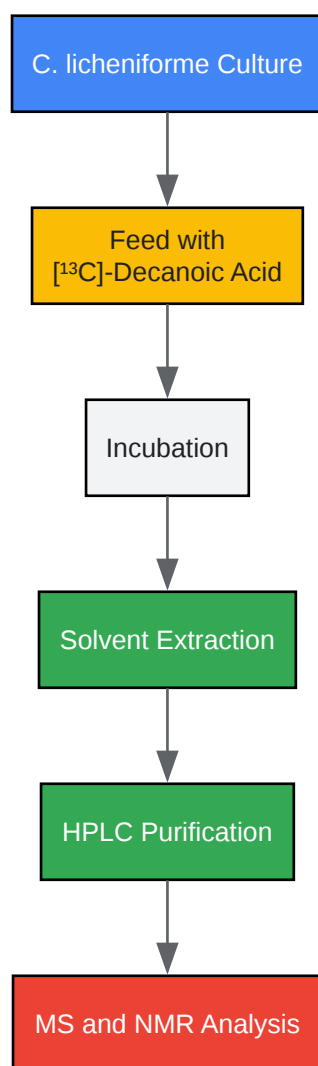 C. licheniforme Culture
Feed with
[¹³C]-Decanoic Acid
Incubation
Solvent Extraction
HPLC Purification
MS and NMR Analysis